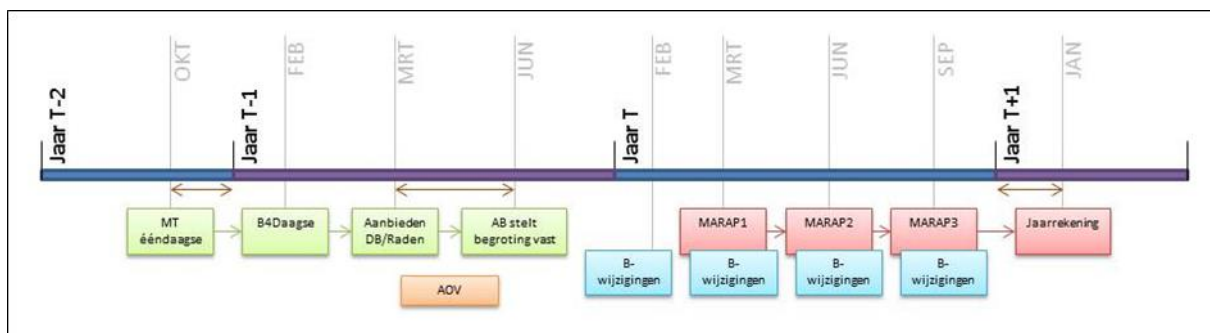 OKT
FEB
MRT
JUN
FEB
MRT
JUN
SEP
JAN
Jaar T-2
Jaar T-1
Jaar T
Jaar T+1
MT
ééndaagse
B4Daagse
Aanbieden
DB/Raden
AB stelt
begroting vast
MARAP1
MARAP2
MARAP3
Jaarrekening
B-
wijzigingen
B-
wijzigingen
B-
wijzigingen
B-
wijzigingen
AOV